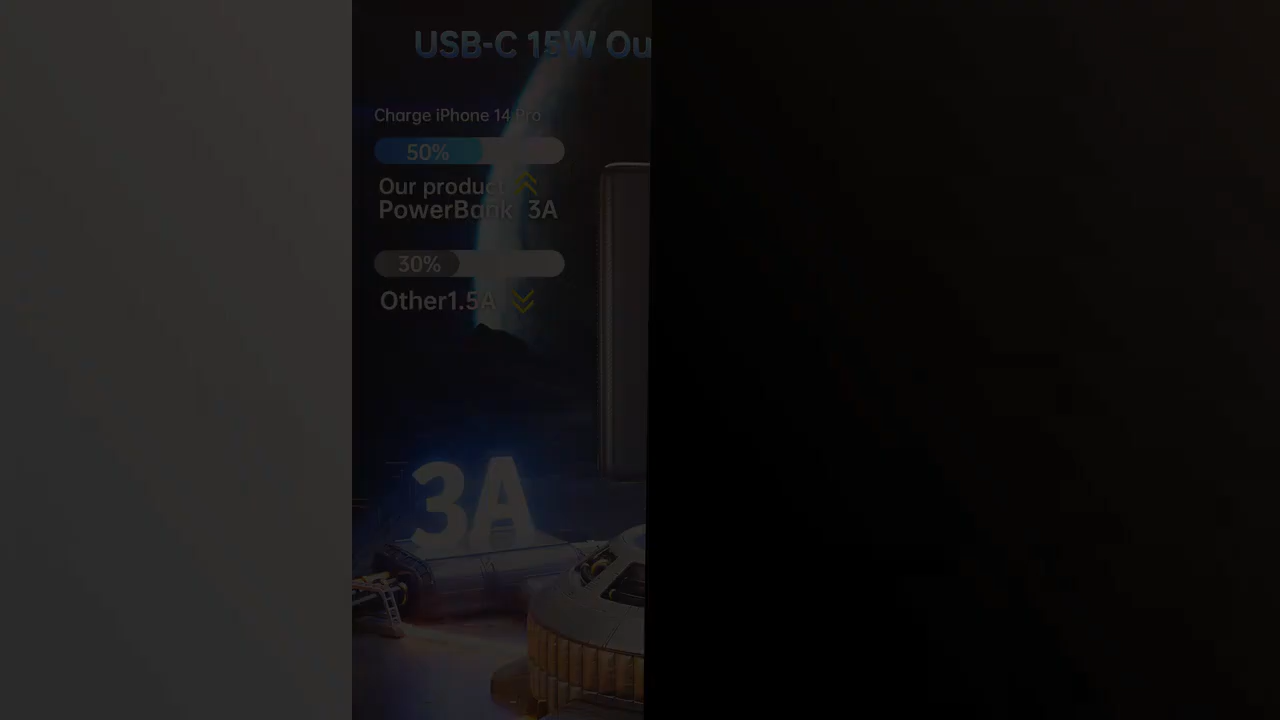 USB-C 15W Ou
Charge iPhone 14 Pro
50%
Our product
PowerBank 3A
30%
Other1.5A
3A